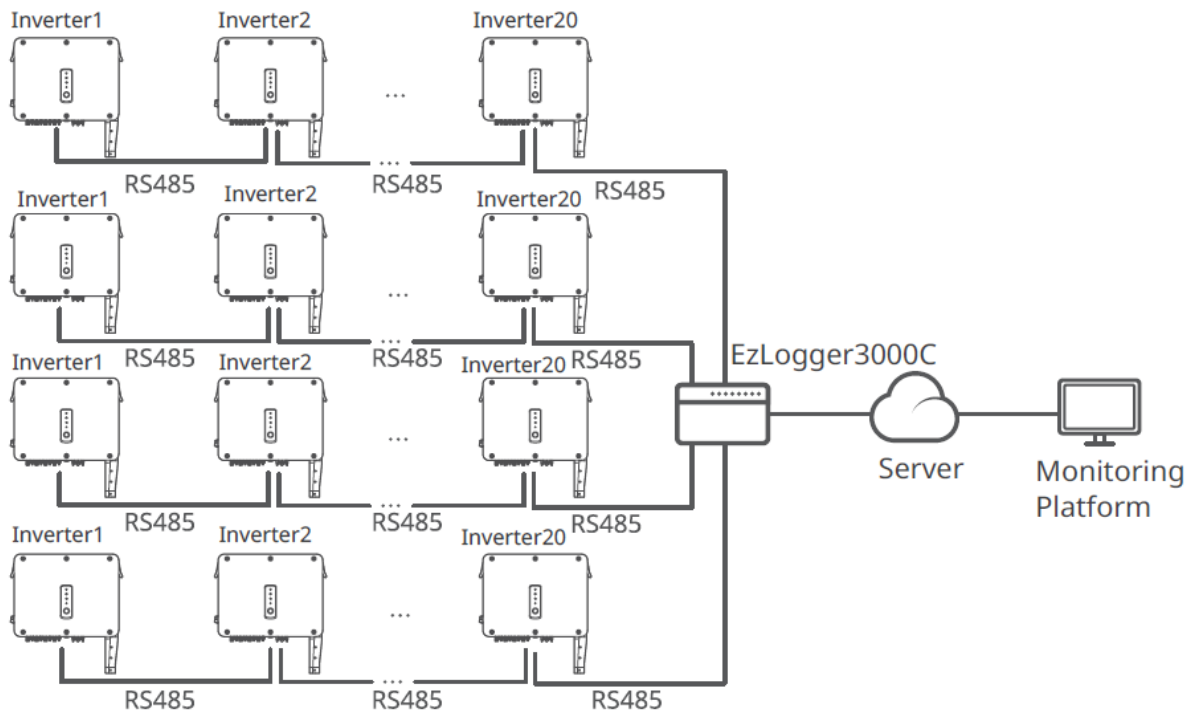 Inverter1
Inverter2
Inverter20
...
...
RS485
RS485
RS485
Inverter1
Inverter2
Inverter20
...
...
RS485
RS485
RS485
EzLogger3000C
Inverter1
Inverter2
Inverter20
...
...
RS485
RS485
RS485
Server
Monitoring
Platform
Inverter1
Inverter2
Inverter20
...
...
RS485
RS485
RS485